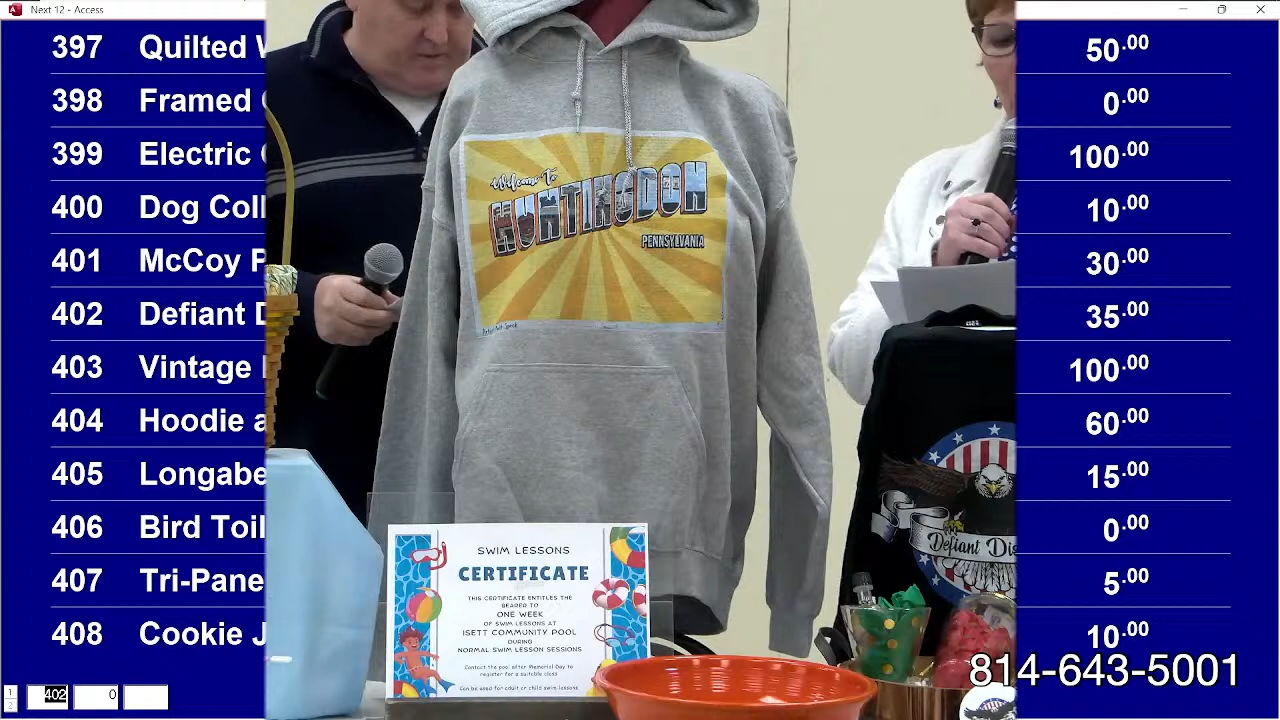 Next 12 - Access
397 Quilted 50.00
398 Framed 0.00
399 Electric 100.00
400 Dog Coll 10.00
401 McCoy 30.00
402 Defiant 35.00
403 Vintage 100.00
404 Hoodie a 60.00
405 Longabe 15.00
406 Bird Toil 0.00
407 Tri-Pane 5.00
408 Cookie J 10.00
402 0
814-643-5001
Welcome to
HUNTINGDON
PENNSYLVANIA
Defiant Dis
SWIM LESSONS
CERTIFICATE
THIS CERTIFICATE ENTITLES THE
BEARER TO
ONE WEEK
OF SWIM LESSONS AT
ISETT COMMUNITY POOL
DURING
NORMAL SWIM LESSON SESSIONS
Contact the pool after Memorial Day to
register for a suitable class
Can be used for adult or child swim lessons